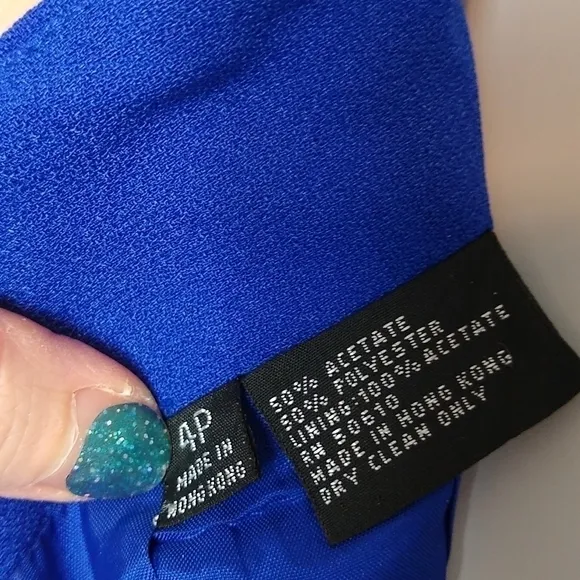 4P
MADE IN
HONG KONG
50% ACETATE
50% POLYESTER
LINING-100% ACETATE
RN 50610
MADE IN HONG KONG
DRY CLEAN ONLY